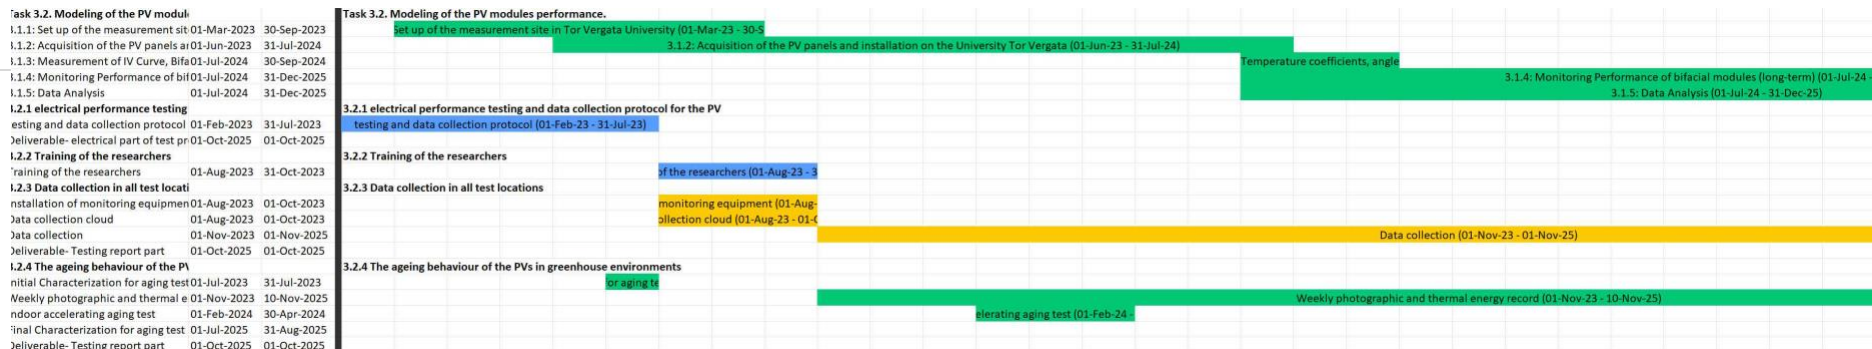 Task 3.2. Modeling of the PV modul Task 3.2. Modeling of the PV modules performance.
3.1.1: Set up of the measurement sit 01-Mar-2023 30-Sep-2023 Set up of the measurement site in Tor Vergata University (01-Mar-23 - 30-S
3.1.2: Acquisition of the PV panels ar 01-Jun-2023 31-Jul-2024 3.1.2: Acquisition of the PV panels and installation on the University Tor Vergata (01-Jun-23 - 31-Jul-24)
3.1.3: Measurement of IV Curve, Bifa 01-Jul-2024 30-Sep-2024 Temperature coefficients, angle
3.1.4: Monitoring Performance of bif 01-Jul-2024 31-Dec-2025 3.1.4: Monitoring Performance of bifacial modules (long-term) (01-Jul-24 -
3.1.5: Data Analysis 01-Jul-2024 31-Dec-2025 3.1.5: Data Analysis (01-Jul-24 - 31-Dec-25)
3.2.1 electrical performance testing 3.2.1 electrical performance testing and data collection protocol for the PV
esting and data collection protocol 01-Feb-2023 31-Jul-2023 testing and data collection protocol (01-Feb-23 - 31-Jul-23)
Deliverable- electrical part of test pr 01-Oct-2025 01-Oct-2025
3.2.2 Training of the researchers 3.2.2 Training of the researchers
Training of the researchers 01-Aug-2023 31-Oct-2023 of the researchers (01-Aug-23 - 3
3.2.3 Data collection in all test locati 3.2.3 Data collection in all test locations
nstallation of monitoring equipmen 01-Aug-2023 01-Oct-2023 monitoring equipment (01-Aug-
Data collection cloud 01-Aug-2023 01-Oct-2023 ollection cloud (01-Aug-23 - 01-O
Data collection 01-Nov-2023 01-Nov-2025 Data collection (01-Nov-23 - 01-Nov-25)
Deliverable- Testing report part 01-Oct-2025 01-Oct-2025
3.2.4 The ageing behaviour of the PV 3.2.4 The ageing behaviour of the PVs in greenhouse environments
nitial Characterization for aging test 01-Jul-2023 31-Jul-2023 or aging te
Weekly photographic and thermal e 01-Nov-2023 10-Nov-2025 Weekly photographic and thermal energy record (01-Nov-23 - 10-Nov-25)
ndoor accelerating aging test 01-Feb-2024 30-Apr-2024 elerating aging test (01-Feb-24 -
Final Characterization for aging test 01-Jul-2025 31-Aug-2025
Deliverable- Testing report part 01-Oct-2025 01-Oct-2025